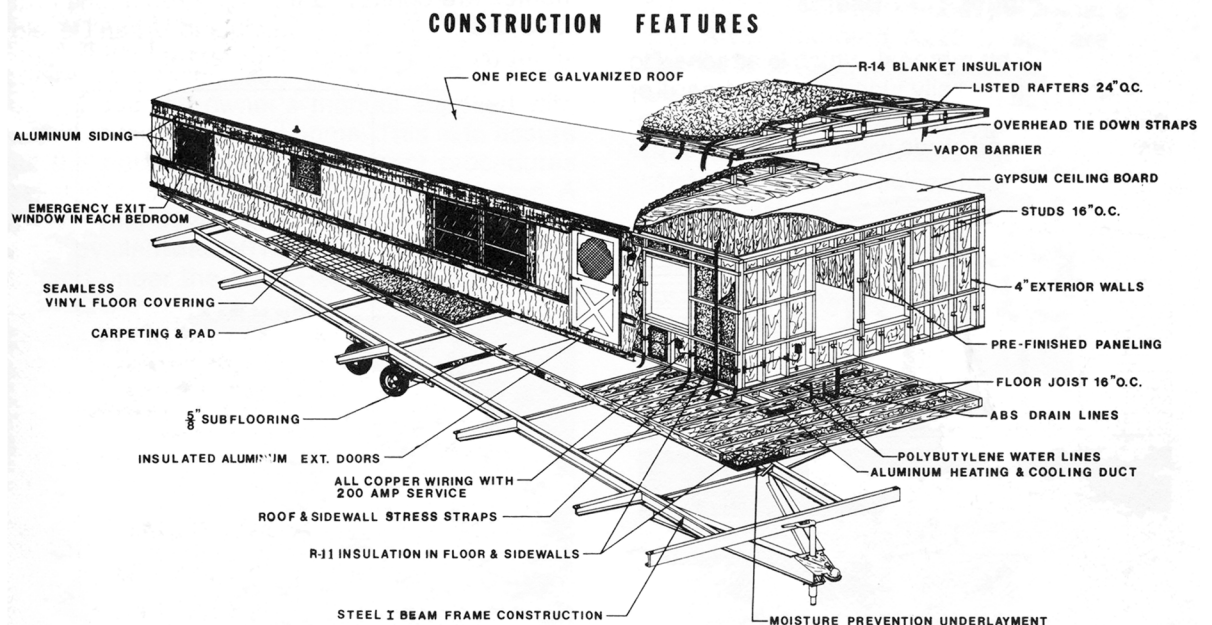 CONSTRUCTION FEATURES
ONE PIECE GALVANIZED ROOF
R-14 BLANKET INSULATION
LISTED RAFTERS 24" O.C.
OVERHEAD TIE DOWN STRAPS
VAPOR BARRIER
GYPSUM CEILING BOARD
STUDS 16" O.C.
4" EXTERIOR WALLS
PRE-FINISHED PANELING
FLOOR JOIST 16" O.C.
ABS DRAIN LINES
POLYBUTYLENE WATER LINES
ALUMINUM HEATING & COOLING DUCT
ALUMINUM SIDING
EMERGENCY EXIT
WINDOW IN EACH BEDROOM
SEAMLESS
VINYL FLOOR COVERING
CARPETING & PAD
5/8" SUBFLOORING
INSULATED ALUMINUM EXT. DOORS
ALL COPPER WIRING WITH
200 AMP SERVICE
ROOF & SIDEWALL STRESS STRAPS
R-11 INSULATION IN FLOOR & SIDEWALLS
STEEL I BEAM FRAME CONSTRUCTION
MOISTURE PREVENTION UNDERLAYMENT